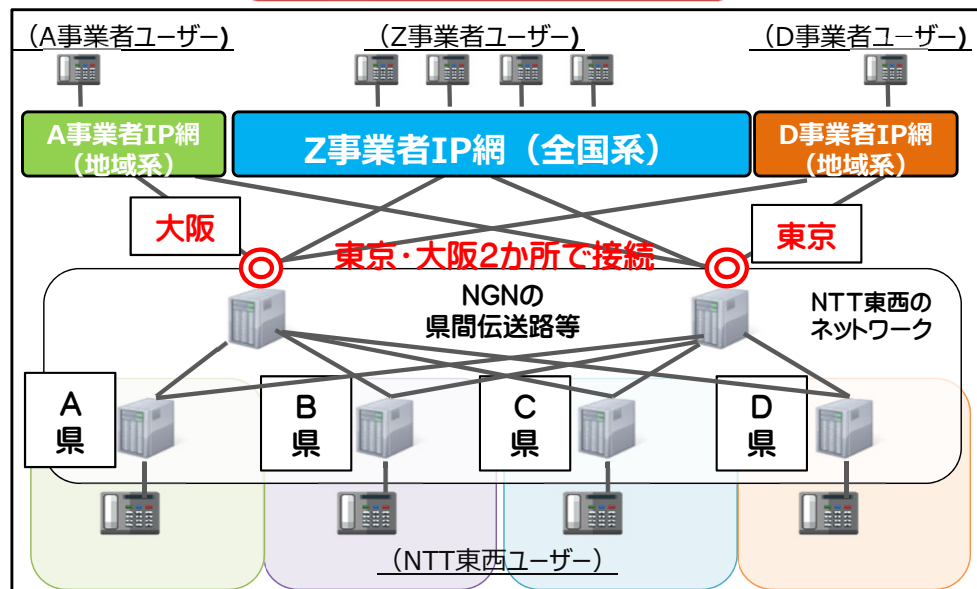 (A事業者ユーザー)
(Z事業者ユーザー)
(D事業者ユーザー)
A事業者IP網
(地域系)
Z事業者IP網(全国系)
D事業者IP網
(地域系)
大阪
東京
東京・大阪2か所で接続
NGNの
県間伝送路等
NTT東西の
ネットワーク
A
県
B
県
C
県
D
県
(NTT東西ユーザー)